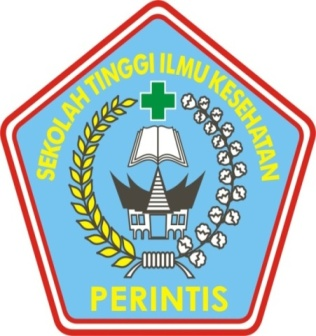 SEKOLAH TINGGI ILMU KESEHATAN
PERINTIS